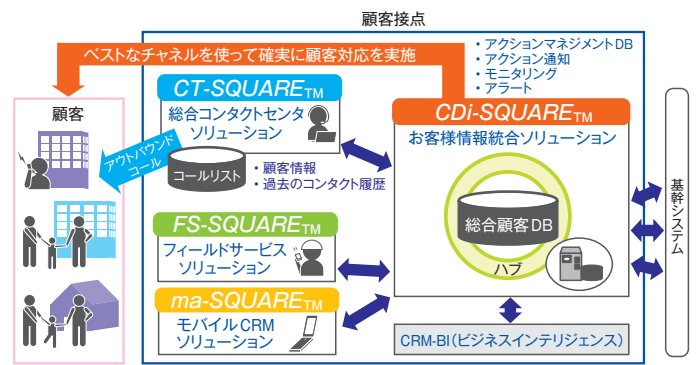 顧客接点
ベストなチャネルを使って確実に顧客対応を実施
・アクションマネジメントDB
・アクション通知
・モニタリング
・アラート
顧客
CT-SQUARE™
総合コンタクトセンタ
ソリューション
アウトバウンド
コール
コールリスト
・顧客情報
・過去のコンタクト履歴
CDi-SQUARE™
お客様情報統合ソリューション
総合顧客DB
ハブ
FS-SQUARE™
フィールドサービス
ソリューション
ma-SQUARE™
モバイルCRM
ソリューション
CRM-BI（ビジネスインテリジェンス）
基幹システム